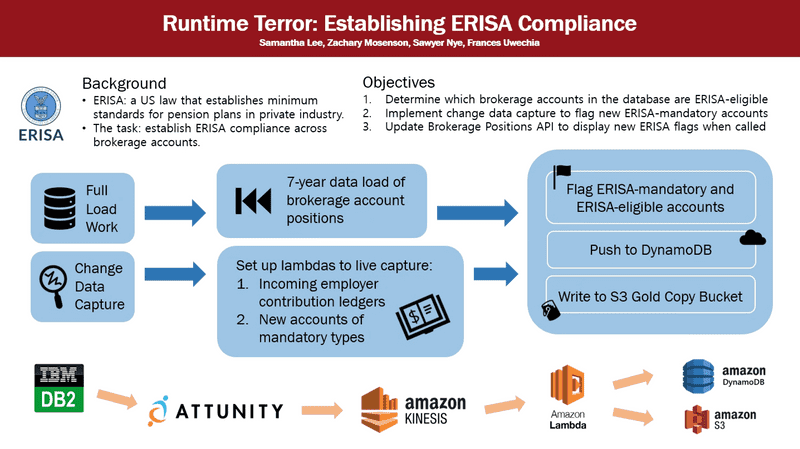 Runtime Terror: Establishing ERISA Compliance
Samantha Lee, Zachary Mosenson, Sawyer Nye, Frances Uwechia
Background
• ERISA: a US law that establishes minimum
standards for pension plans in private industry.
• The task: establish ERISA compliance across
brokerage accounts.
ERISA
Objectives
1. Determine which brokerage accounts in the database are ERISA-eligible
2. Implement change data capture to flag new ERISA-mandatory accounts
3. Update Brokerage Positions API to display new ERISA flags when called
Full
Load
Work
7-year data load of
brokerage account
positions
Flag ERISA-mandatory and
ERISA-eligible accounts
Push to DynamoDB
Write to S3 Gold Copy Bucket
Change
Data
Capture
Set up lambdas to live capture:
1. Incoming employer
contribution ledgers
2. New accounts of
mandatory types
$
IBM
DB2
ATTUNITY
amazon
KINESIS
Amazon
Lambda
amazon
DynamoDB
amazon
S3